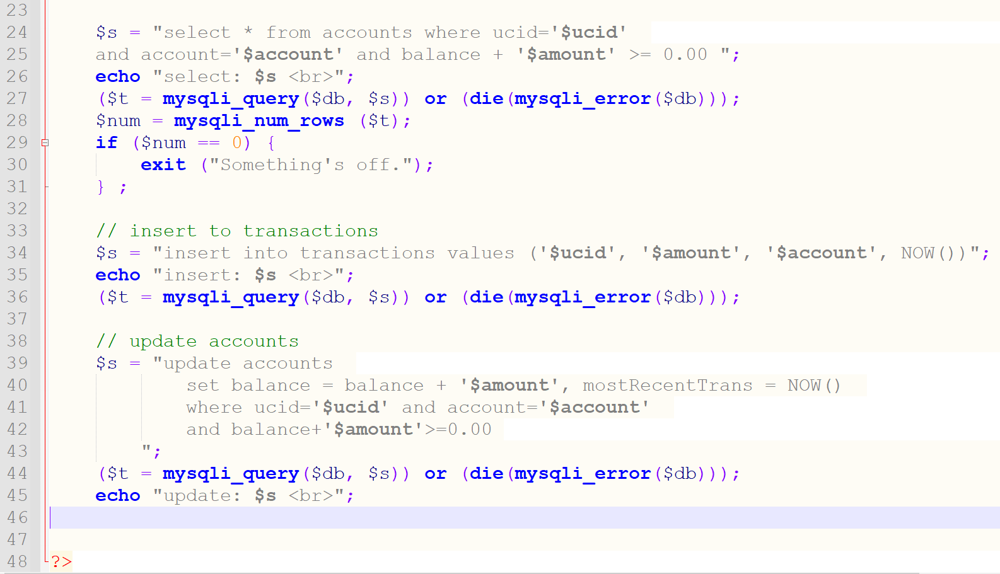 23
24 $s = "select * from accounts where ucid='$ucid'
25 and account='$account' and balance + '$amount' >= 0.00 ";
26 echo "select: $s <br>";
27 ($t = mysqli_query($db, $s)) or (die(mysqli_error($db)));
28 $num = mysqli_num_rows ($t);
29 if ($num == 0) {
30 exit ("Something's off.");
31 } ;
32
33 // insert to transactions
34 $s = "insert into transactions values ('$ucid', '$amount', '$account', NOW())";
35 echo "insert: $s <br>";
36 ($t = mysqli_query($db, $s)) or (die(mysqli_error($db)));
37
38 // update accounts
39 $s = "update accounts
40 set balance = balance + '$amount', mostRecentTrans = NOW()
41 where ucid='$ucid' and account='$account'
42 and balance+'$amount'>=0.00
43 ";
44 ($t = mysqli_query($db, $s)) or (die(mysqli_error($db)));
45 echo "update: $s <br>";
46
47
48 ?>